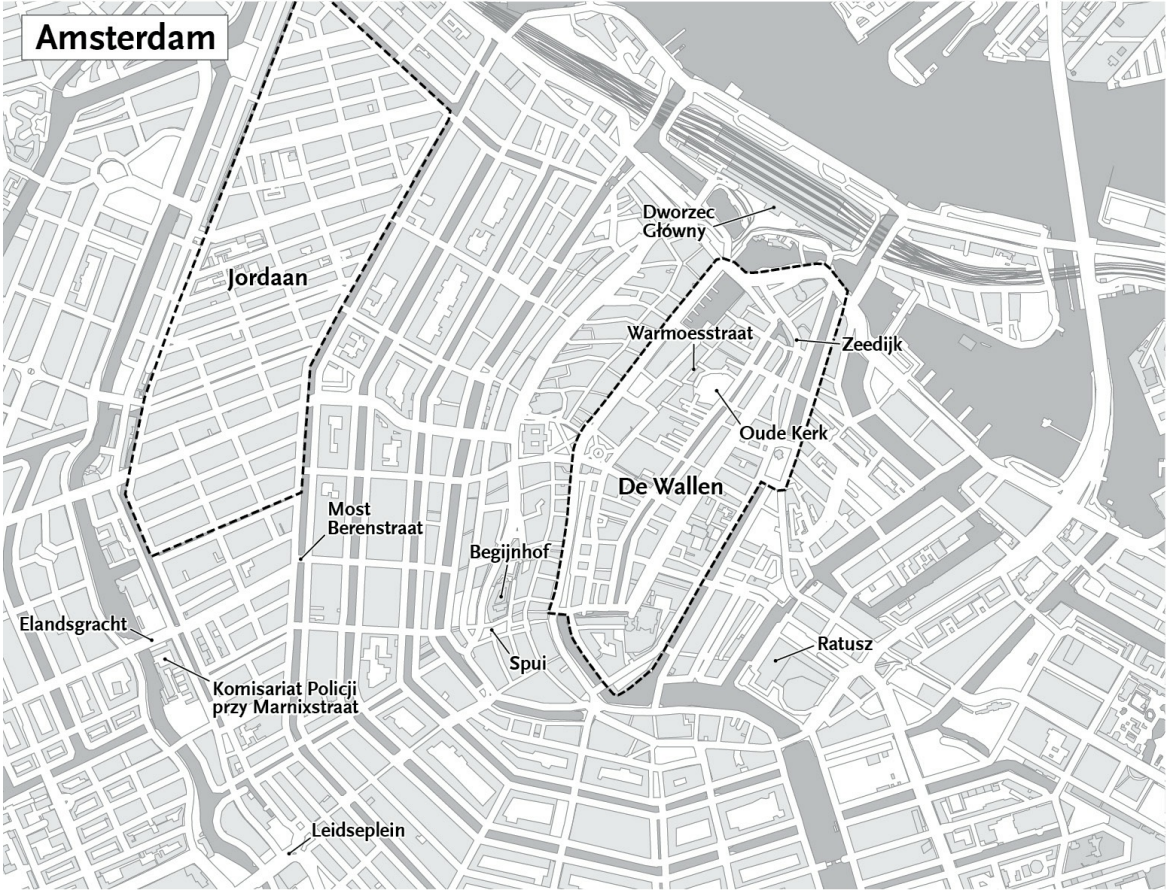 Amsterdam
Dworzec
Główny
Jordaan
Warmoesstraat
Zeedijk
Oude Kerk
De Wallen
Most
Berenstraat
Begijnhof
Elandsgracht
Spui
Ratusz
Komisariat Policji
przy Marnixstraat
Leidseplein